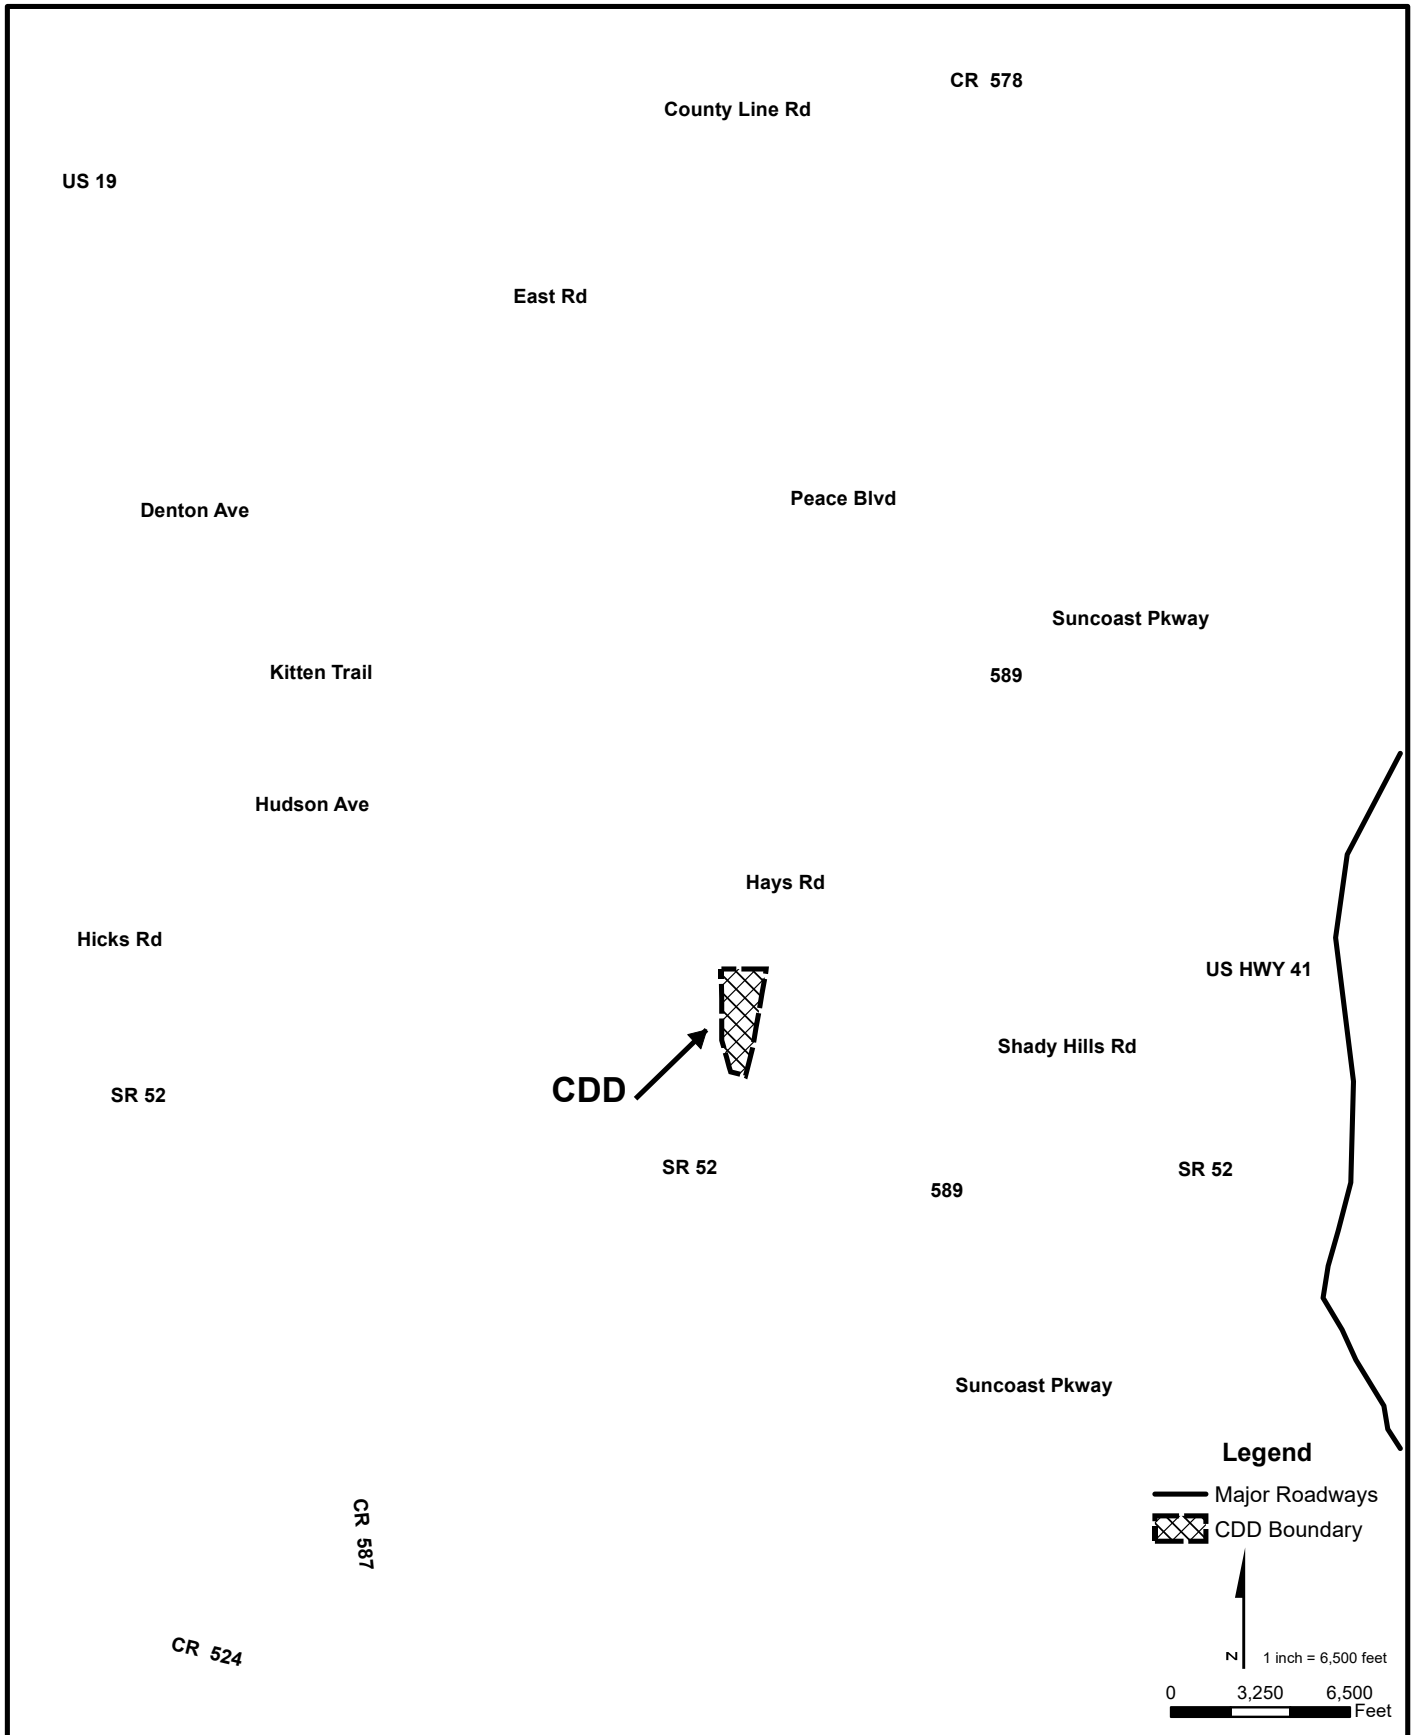 CR 578
County Line Rd
US 19
East Rd
Peace Blvd
Denton Ave
Suncoast Pkway
Kitten Trail
589
Hudson Ave
Hays Rd
Hicks Rd
US HWY 41
Shady Hills Rd
CDD
SR 52
SR 52
SR 52
589
Suncoast Pkway
Legend
Major Roadways
CDD Boundary
CR 587
CR 524
N
1 inch = 6,500 feet
0 3,250 6,500
Feet